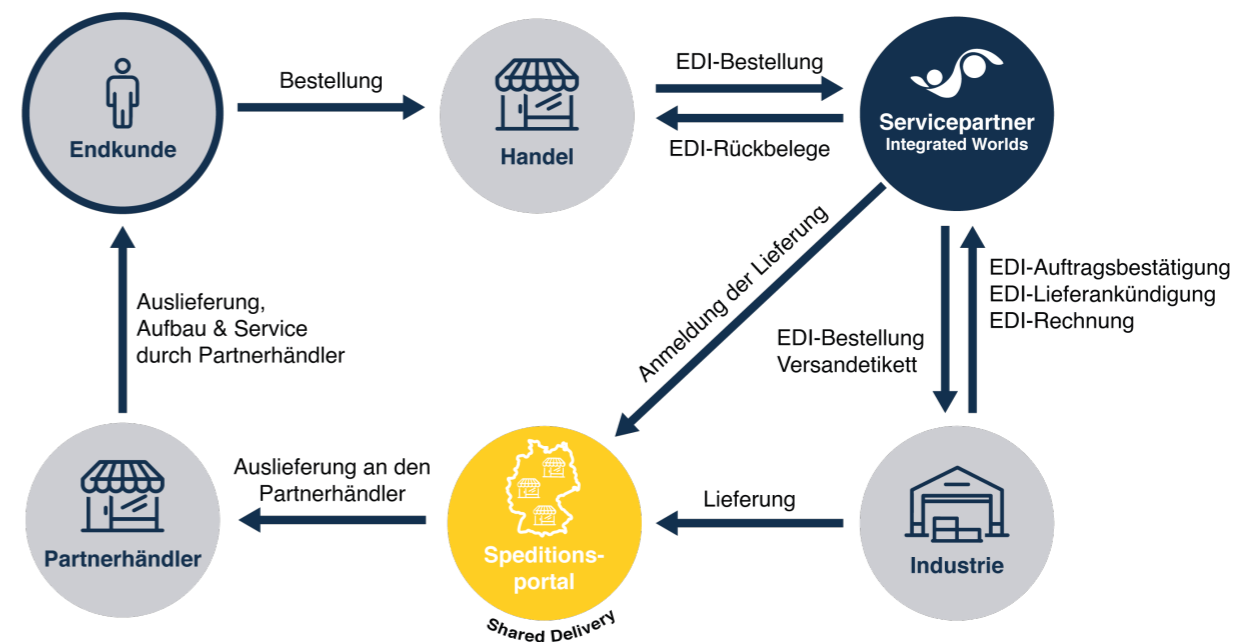 Endkunde
Bestellung
Handel
EDI-Bestellung
EDI-Rückbelege
Servicepartner
Integrated Worlds
Anmeldung der Lieferung
EDI-Auftragsbestätigung
EDI-Lieferankündigung
EDI-Rechnung
EDI-Bestellung
Versandetikett
Auslieferung,
Aufbau & Service
durch Partnerhändler
Partnerhändler
Auslieferung an den
Partnerhändler
Speditions-
portal
Shared Delivery
Lieferung
Industrie